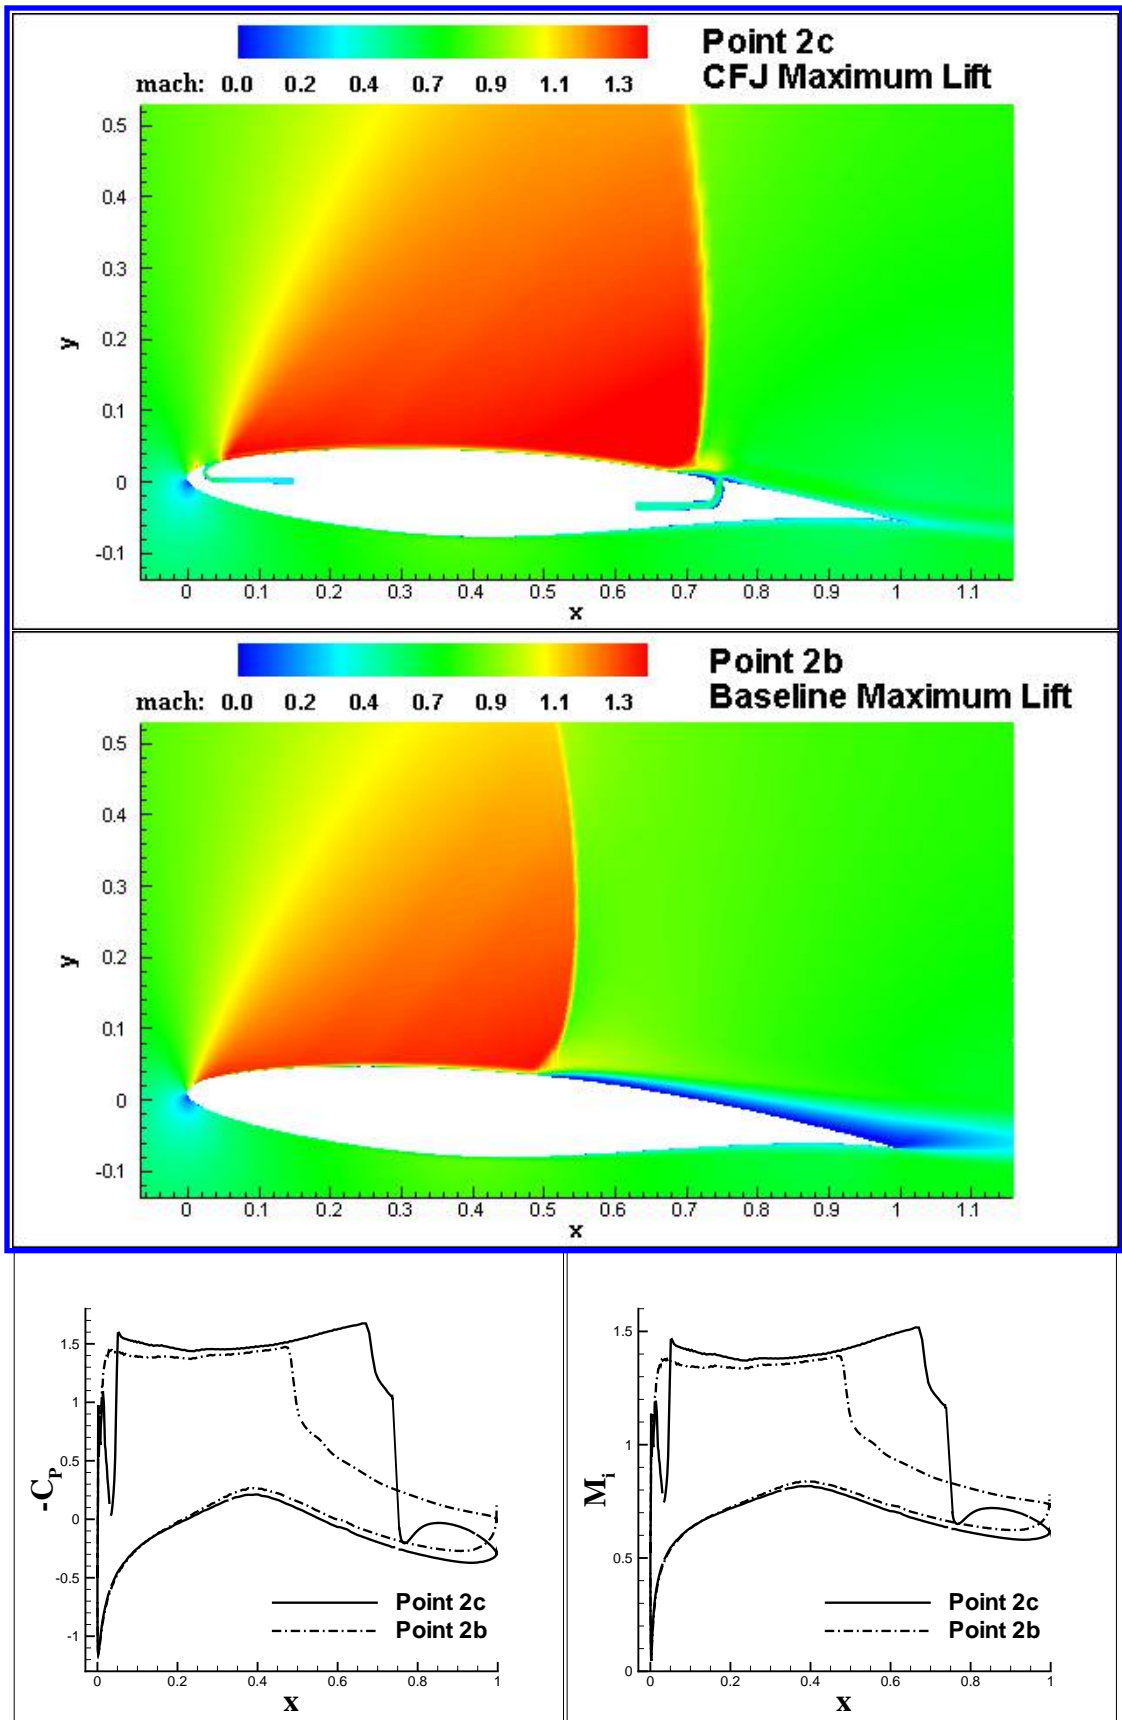 Point 2c
CFJ Maximum Lift
mach: 0.0 0.2 0.4 0.7 0.9 1.1 1.3
0.5
0.4
0.3
0.2
0.1
0
-0.1
y
0 0.1 0.2 0.3 0.4 0.5 0.6 0.7 0.8 0.9 1 1.1
x
Point 2b
Baseline Maximum Lift
mach: 0.0 0.2 0.4 0.7 0.9 1.1 1.3
0.5
0.4
0.3
0.2
0.1
0
-0.1
y
0 0.1 0.2 0.3 0.4 0.5 0.6 0.7 0.8 0.9 1 1.1
x
1.5
1
0.5
0
-0.5
-1
-CP
Point 2c
Point 2b
0 0.2 0.4 0.6 0.8 1
x
1.5
1
0.5
0
Mi
Point 2c
Point 2b
0 0.2 0.4 0.6 0.8 1
x